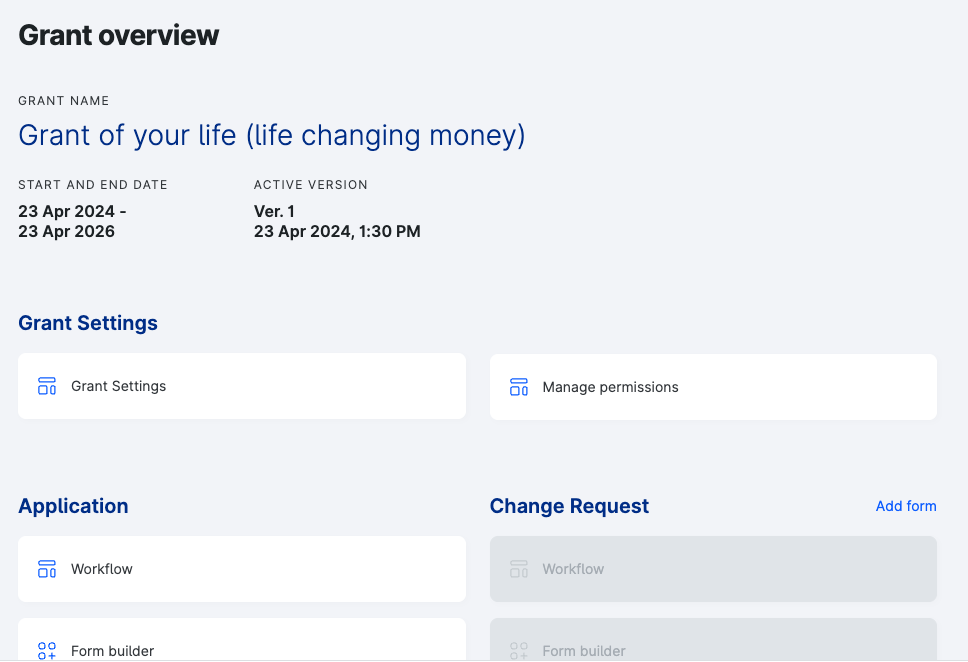 Grant overview
GRANT NAME
Grant of your life (life changing money)
START AND END DATE
23 Apr 2024 -
23 Apr 2026
ACTIVE VERSION
Ver. 1
23 Apr 2024, 1:30 PM
Grant Settings
Grant Settings
Manage permissions
Application
Workflow
Form builder
Change Request
Add form
Workflow
Form builder